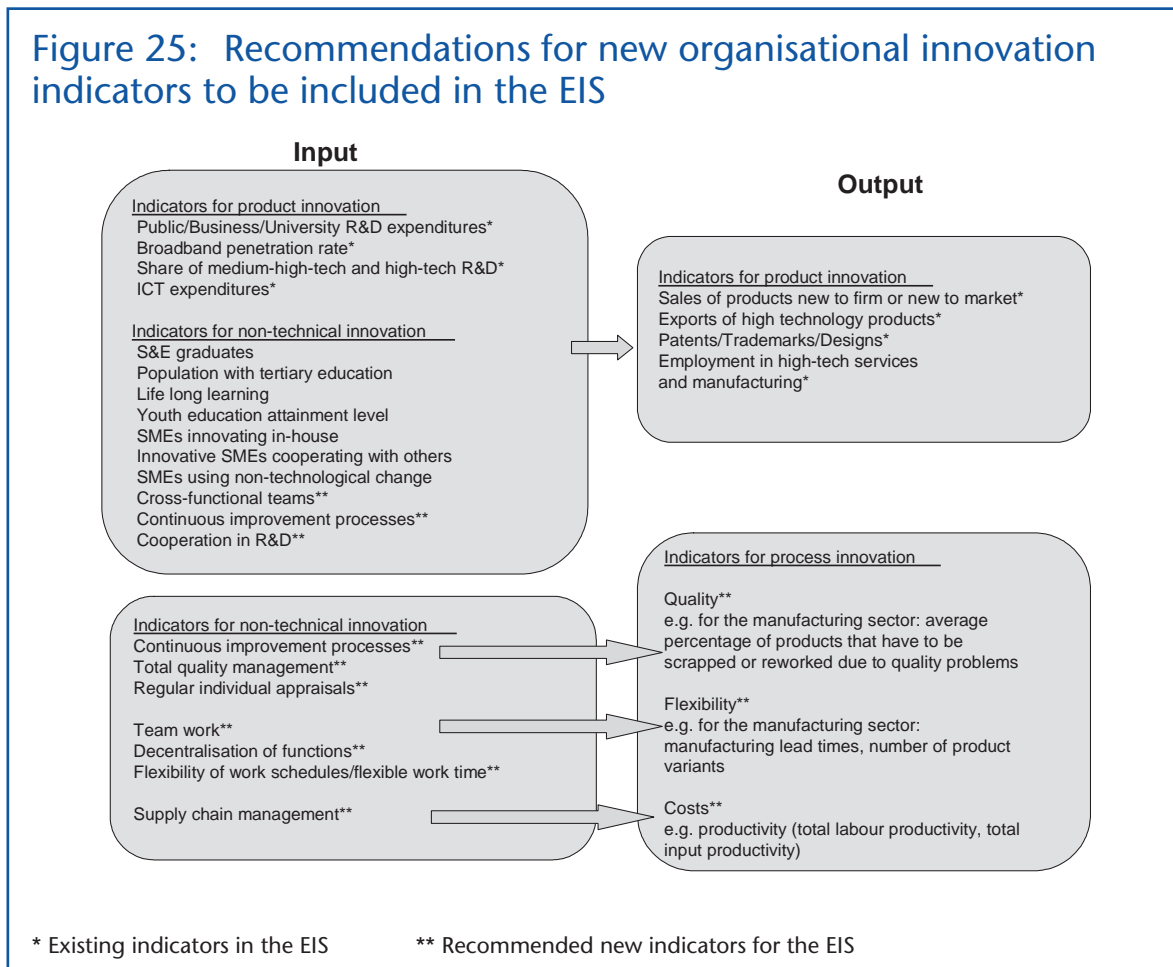 Figure 25: Recommendations for new organisational innovation
indicators to be included in the EIS
Input
Indicators for product innovation
Public/Business/University R&D expenditures*
Broadband penetration rate*
Share of medium-high-tech and high-tech R&D*
ICT expenditures*
Indicators for non-technical innovation
S&E graduates
Population with tertiary education
Life long learning
Youth education attainment level
SMEs innovating in-house
Innovative SMEs cooperating with others
SMEs using non-technological change
Cross-functional teams**
Continuous improvement processes**
Cooperation in R&D**
Indicators for non-technical innovation
Continuous improvement processes**
Total quality management**
Regular individual appraisals**
Team work**
Decentralisation of functions**
Flexibility of work schedules/flexible work time**
Supply chain management**
Output
Indicators for product innovation
Sales of products new to firm or new to market*
Exports of high technology products*
Patents/Trademarks/Designs*
Employment in high-tech services
and manufacturing*
Indicators for process innovation
Quality**
e.g. for the manufacturing sector: average
percentage of products that have to be
scrapped or reworked due to quality problems
Flexibility**
e.g. for the manufacturing sector:
manufacturing lead times, number of product
variants
Costs**
e.g. productivity (total labour productivity, total
input productivity)
* Existing indicators in the EIS ** Recommended new indicators for the EIS